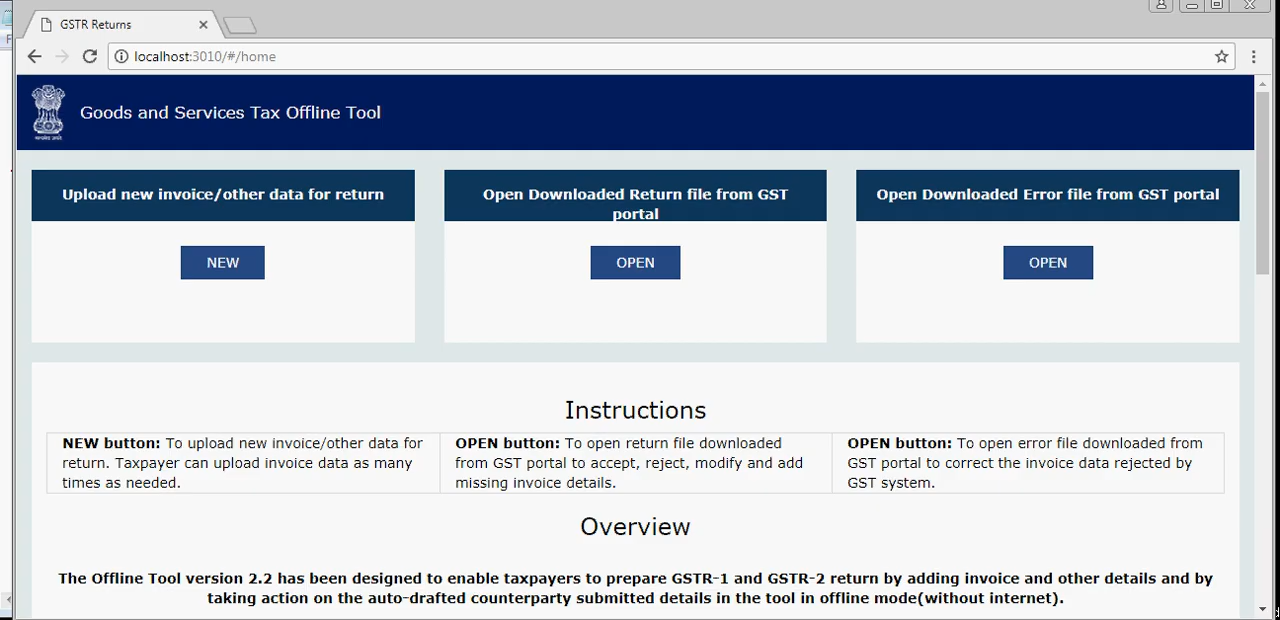 GSTR Returns
localhost:3010/#/home
Goods and Services Tax Offline Tool
Upload new invoice/other data for return
NEW
Open Downloaded Return file from GST
portal
OPEN
Open Downloaded Error file from GST portal
OPEN
Instructions
NEW button: To upload new invoice/other data for
return. Taxpayer can upload invoice data as many
times as needed.
OPEN button: To open return file downloaded
from GST portal to accept, reject, modify and add
missing invoice details.
OPEN button: To open error file downloaded from
GST portal to correct the invoice data rejected by
GST system.
Overview
The Offline Tool version 2.2 has been designed to enable taxpayers to prepare GSTR-1 and GSTR-2 return by adding invoice and other details and by
taking action on the auto-drafted counterparty submitted details in the tool in offline mode(without internet).